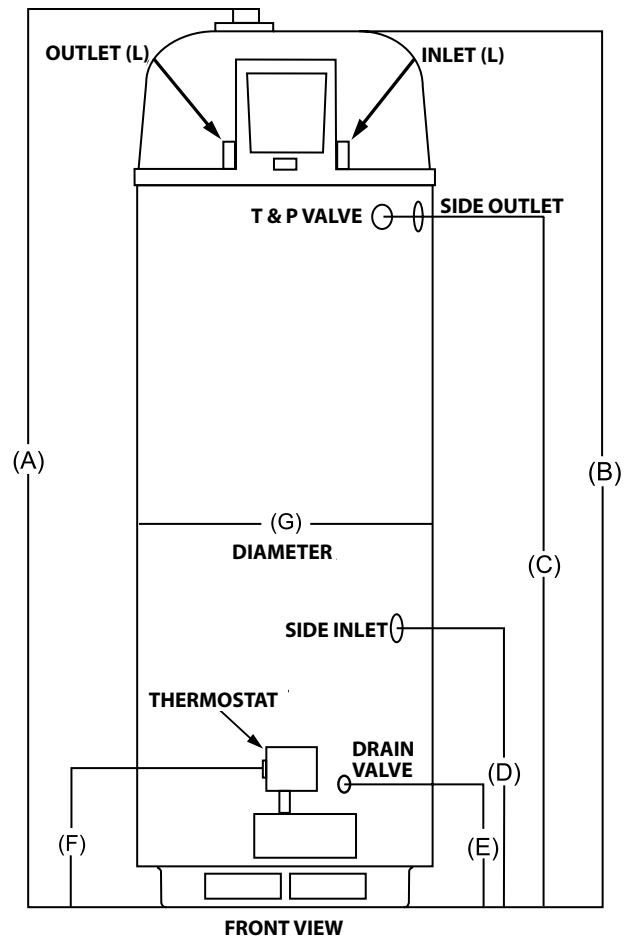 OUTLET (L)
INLET (L)
T & P VALVE
SIDE OUTLET
(A)
(B)
(G)
DIAMETER
(C)
SIDE INLET
THERMOSTAT
DRAIN
VALVE
(D)
(F)
(E)
FRONT VIEW